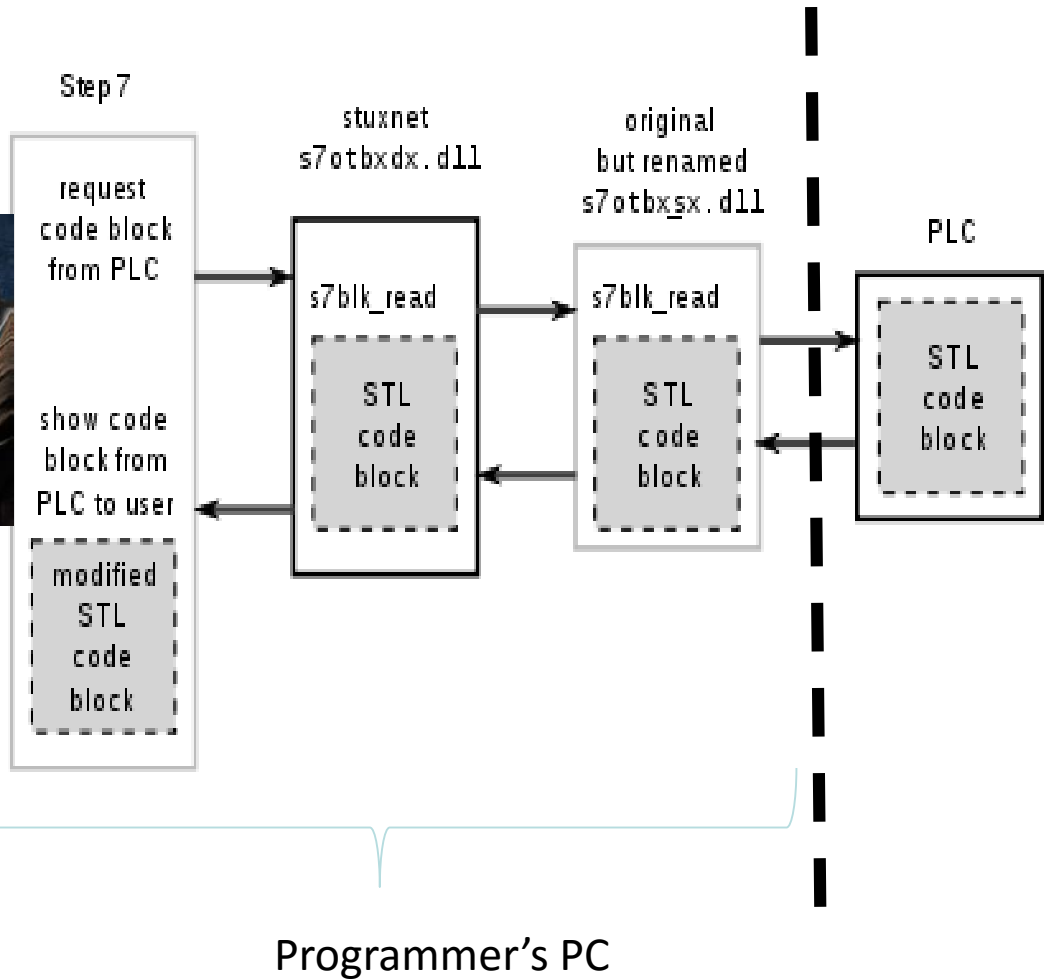 Step 7
request
code block
from PLC
show code
block from
PLC to user
modified
STL
code
block
stuxnet
s7otbxdx.dll
s7blk_read
STL
code
block
original
but renamed
s7otbxsx.dll
s7blk_read
STL
code
block
PLC
STL
code
block
Programmer’s PC